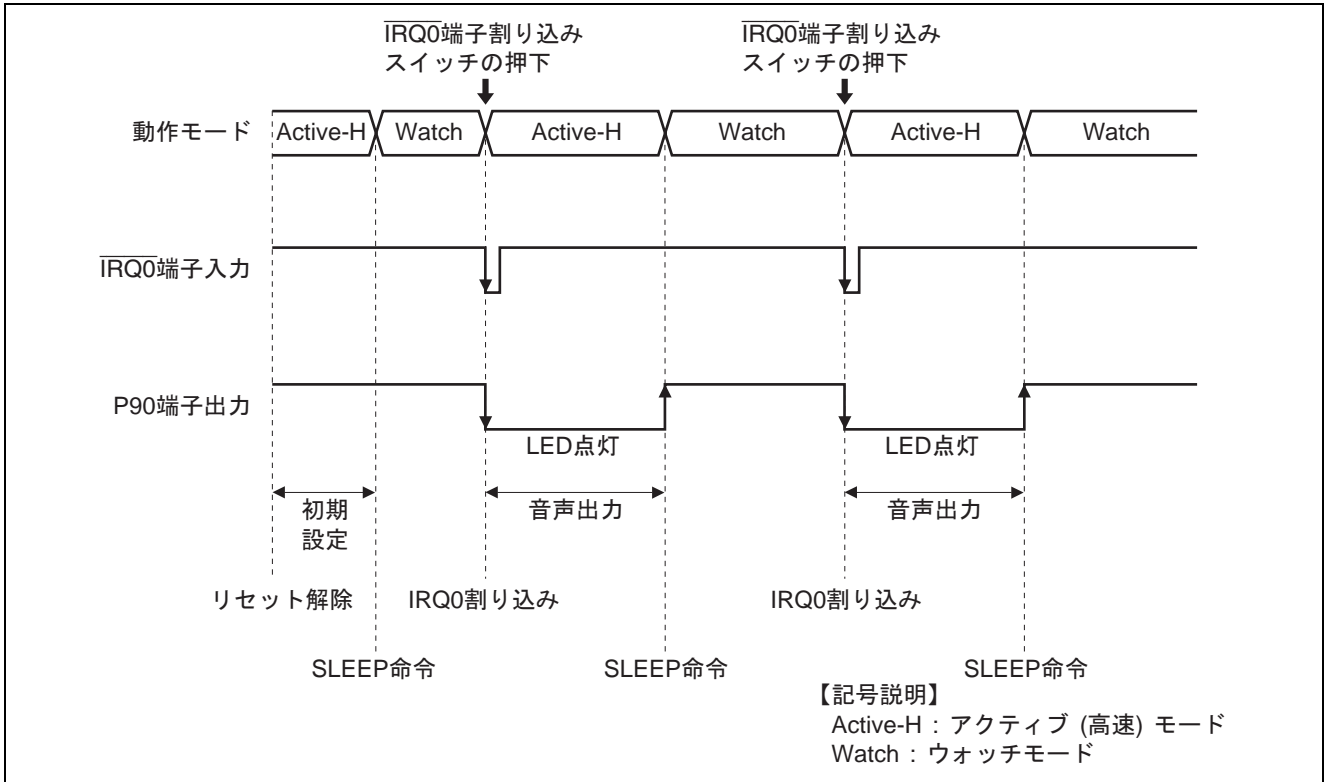 IRQ0端子割り込み
スイッチの押下
IRQ0端子割り込み
スイッチの押下
動作モード
Active-H
Watch
Active-H
Watch
Active-H
Watch
IRQ0端子入力
P90端子出力
LED点灯
LED点灯
初期
設定
音声出力
音声出力
リセット解除
IRQ0割り込み
IRQ0割り込み
SLEEP命令
SLEEP命令
SLEEP命令
【記号説明】
Active-H : アクティブ (高速) モード
Watch : ウォッチモード